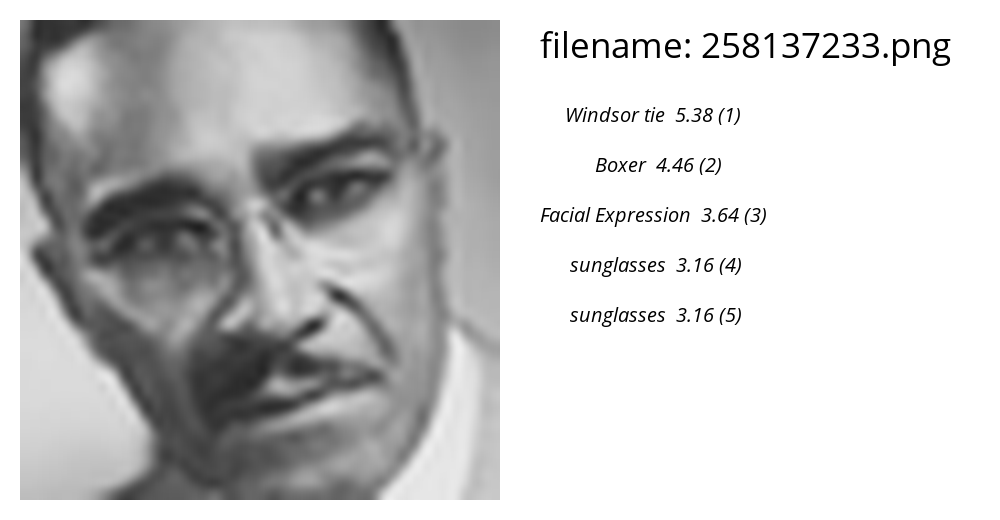 filename: 258137233.png
Windsor tie 5.38 (1)
Boxer 4.46 (2)
Facial Expression 3.64 (3)
sunglasses 3.16 (4)
sunglasses 3.16 (5)